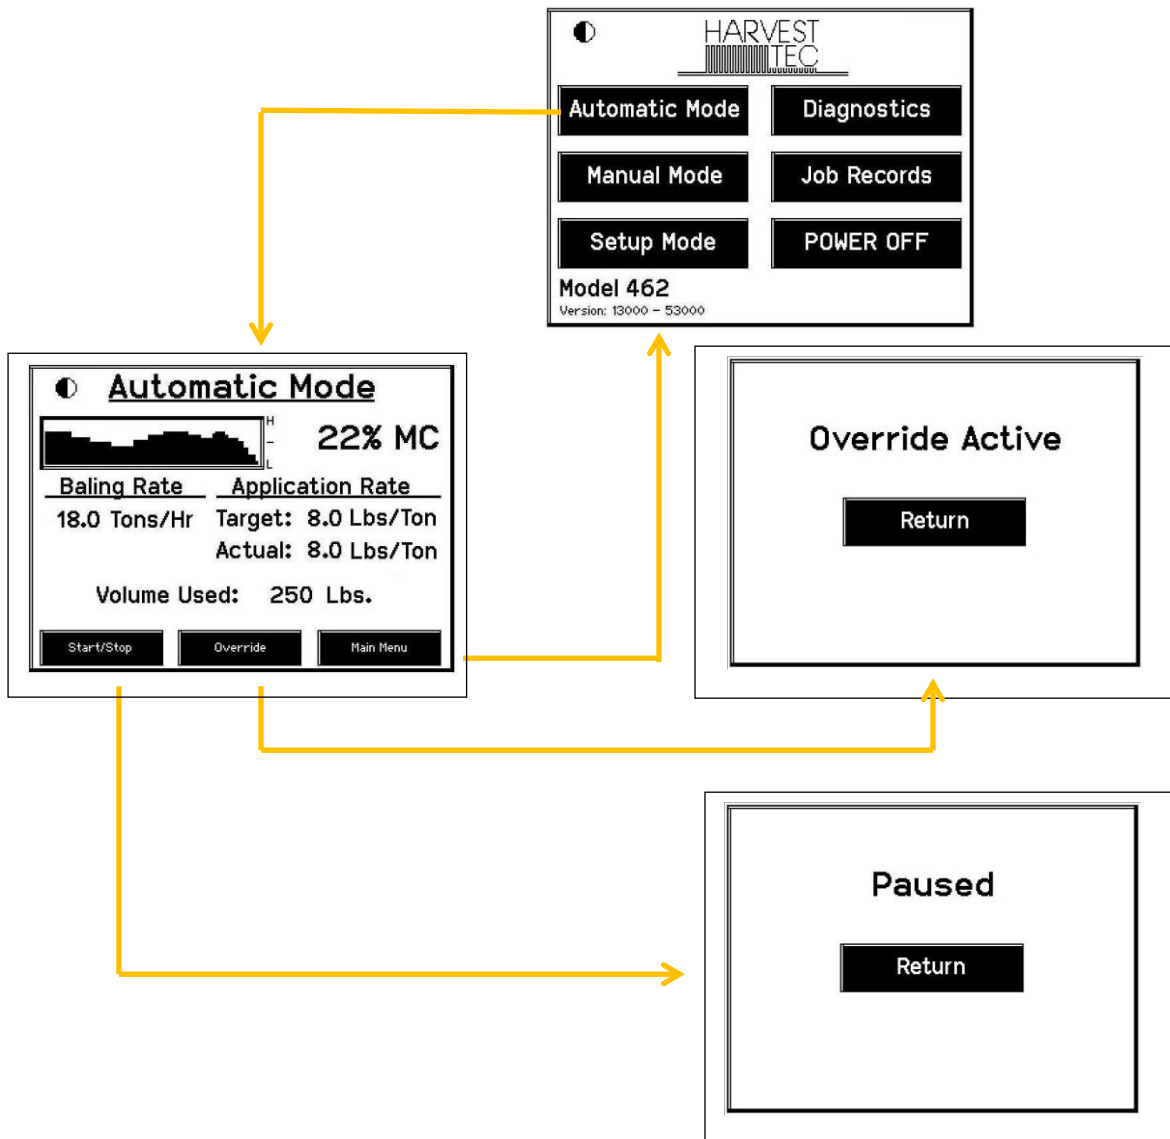 HARVEST
TEC
Automatic Mode
Diagnostics
Manual Mode
Job Records
Setup Mode
POWER OFF
Model 462
Version: 13000 - 53000
Automatic Mode
H
-
L
22% MC
Baling Rate
Application Rate
18.0 Tons/Hr
Target: 8.0 Lbs/Ton
Actual: 8.0 Lbs/Ton
Volume Used: 250 Lbs.
Start/Stop
Override
Main Menu
Override Active
Return
Paused
Return